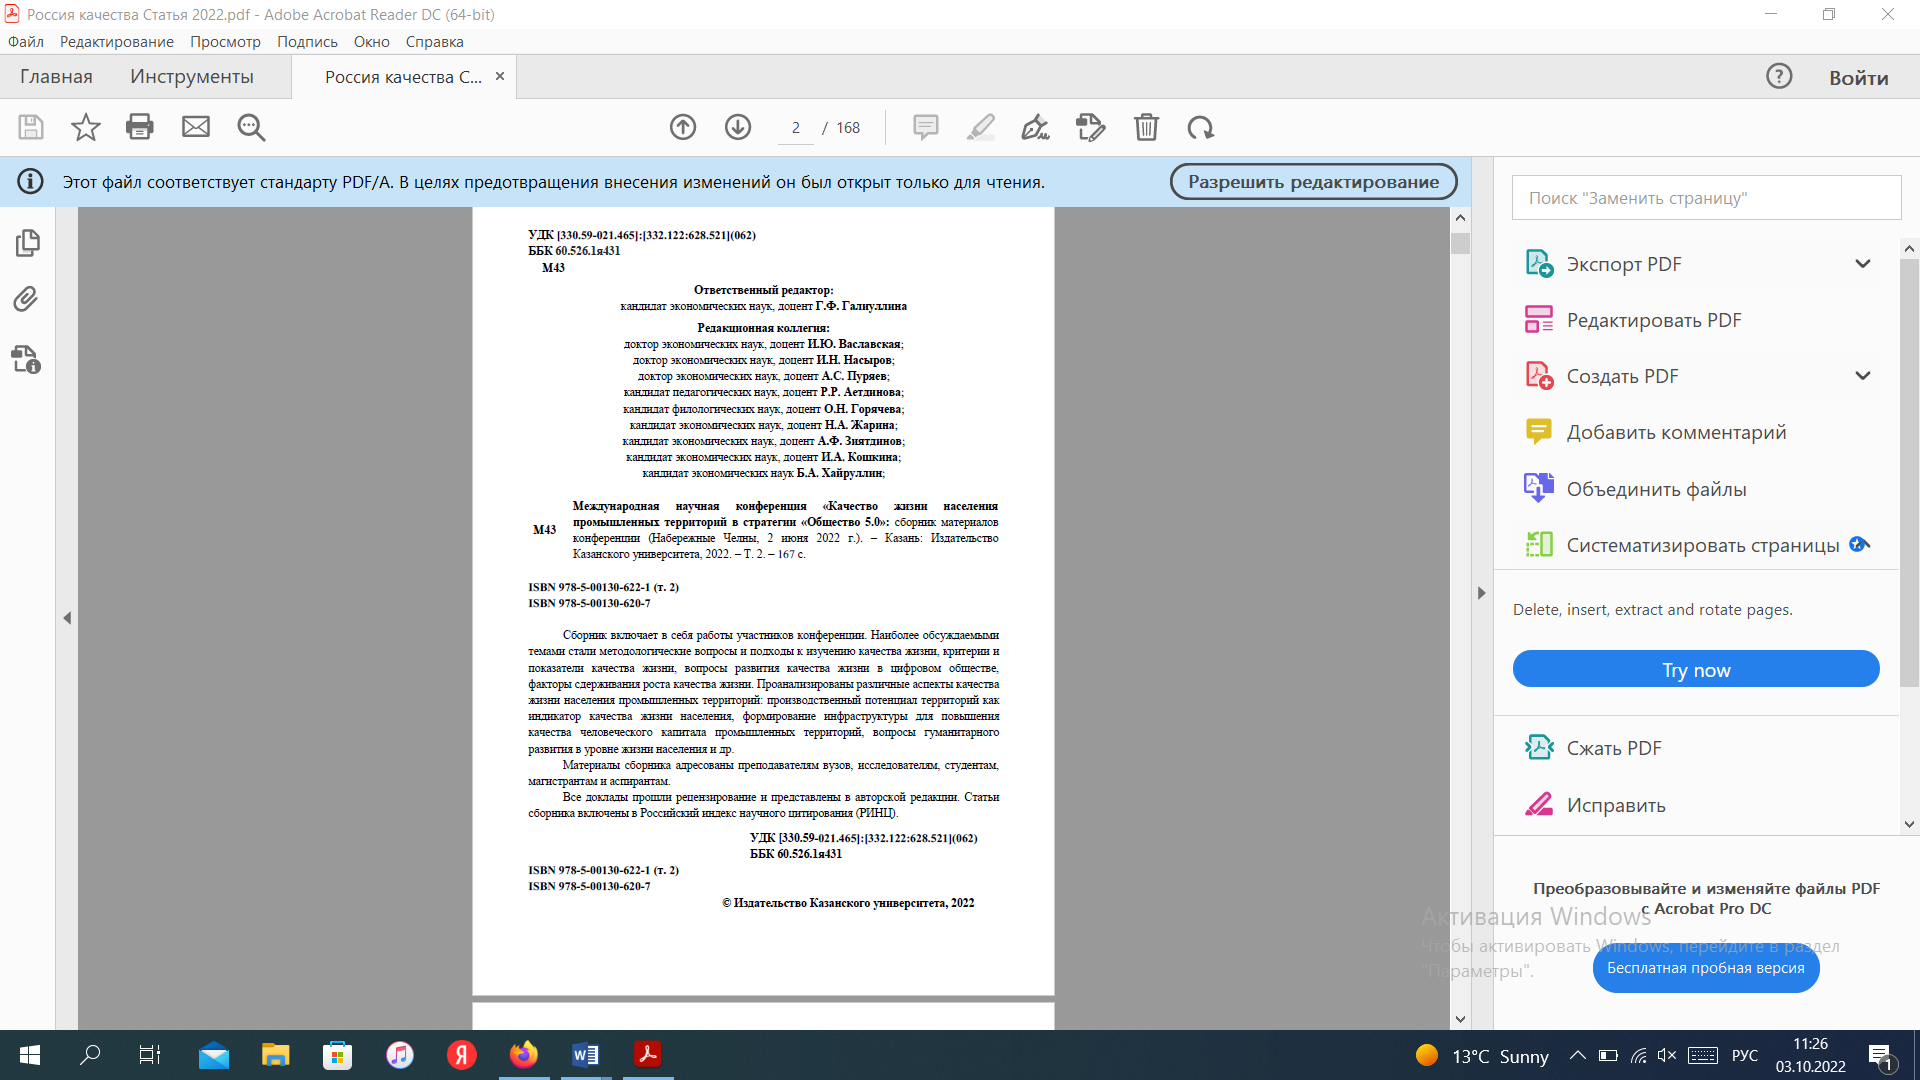 Россия качества Статья 2022.pdf - Adobe Acrobat Reader DC (64-bit)
Файл Редактирование Просмотр Подпись Окно Справка
Главная Инструменты Россия качества С... × Войти
2 / 168
Этот файл соответствует стандарту PDF/A. В целях предотвращения внесения изменений он был открыт только для чтения. Разрешить редактирование
УДК [330.59-021.465]:[332.122:628.521](062)
ББК 60.526.1я431
М43
Ответственный редактор:
кандидат экономических наук, доцент Г.Ф. Галиуллина
Редакционная коллегия:
доктор экономических наук, доцент И.Ю. Ваславская;
доктор экономических наук, доцент И.Н. Насыров;
доктор экономических наук, доцент А.С. Пуряев;
кандидат педагогических наук, доцент Р.Р. Аетдинова;
кандидат филологических наук, доцент О.Н. Горячева;
кандидат экономических наук, доцент Н.А. Жарина;
кандидат экономических наук, доцент А.Ф. Зиятдинов;
кандидат экономических наук, доцент И.А. Кошкина;
кандидат экономических наук Б.А. Хайруллин;
Международная научная конференция «Качество жизни населения
промышленных территорий в стратегии «Общество 5.0»: сборник материалов
М43
конференции (Набережные Челны, 2 июня 2022 г.). – Казань: Издательство
Казанского университета, 2022. – Т. 2. – 167 с.
ISBN 978-5-00130-622-1 (т. 2)
ISBN 978-5-00130-620-7
Сборник включает в себя работы участников конференции. Наиболее обсуждаемыми
темами стали методологические вопросы и подходы к изучению качества жизни, критерии и
показатели качества жизни, вопросы развития качества жизни в цифровом обществе,
факторы сдерживания роста качества жизни. Проанализированы различные аспекты качества
жизни населения промышленных территорий: производственный потенциал территорий как
индикатор качества жизни населения, формирование инфраструктуры для повышения
качества человеческого капитала промышленных территорий, вопросы гуманитарного
развития в уровне жизни населения и др.
Материалы сборника адресованы преподавателям вузов, исследователям, студентам,
магистрантам и аспирантам.
Все доклады прошли рецензирование и представлены в авторской редакции. Статьи
сборника включены в Российский индекс научного цитирования (РИНЦ).
УДК [330.59-021.465]:[332.122:628.521](062)
ББК 60.526.1я431
ISBN 978-5-00130-622-1 (т. 2)
ISBN 978-5-00130-620-7
© Издательство Казанского университета, 2022
Поиск "Заменить страницу"
Экспорт PDF
Редактировать PDF
Создать PDF
Добавить комментарий
Объединить файлы
Систематизировать страницы
Delete, insert, extract and rotate pages.
Try now
Сжать PDF
Исправить
Преобразовывайте и изменяйте файлы PDF
с Acrobat Pro DC
Активация Windows
Чтобы активировать Windows, перейдите в раздел
"Параметры".
Бесплатная пробная версия
13°C Sunny РУС 11:26
03.10.2022
1